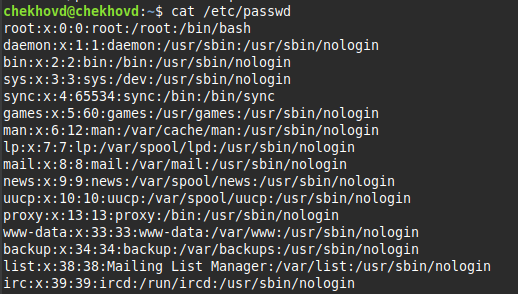 chekhovd@chekhovd:~$ cat /etc/passwd
root:x:0:0:root:/root:/bin/bash
daemon:x:1:1:daemon:/usr/sbin:/usr/sbin/nologin
bin:x:2:2:bin:/bin:/usr/sbin/nologin
sys:x:3:3:sys:/dev:/usr/sbin/nologin
sync:x:4:65534:sync:/bin:/bin/sync
games:x:5:60:games:/usr/games:/usr/sbin/nologin
man:x:6:12:man:/var/cache/man:/usr/sbin/nologin
lp:x:7:7:lp:/var/spool/lpd:/usr/sbin/nologin
mail:x:8:8:mail:/var/mail:/usr/sbin/nologin
news:x:9:9:news:/var/spool/news:/usr/sbin/nologin
uucp:x:10:10:uucp:/var/spool/uucp:/usr/sbin/nologin
proxy:x:13:13:proxy:/bin:/usr/sbin/nologin
www-data:x:33:33:www-data:/var/www:/usr/sbin/nologin
backup:x:34:34:backup:/var/backups:/usr/sbin/nologin
list:x:38:38:Mailing List Manager:/var/list:/usr/sbin/nologin
irc:x:39:39:ircd:/run/ircd:/usr/sbin/nologin